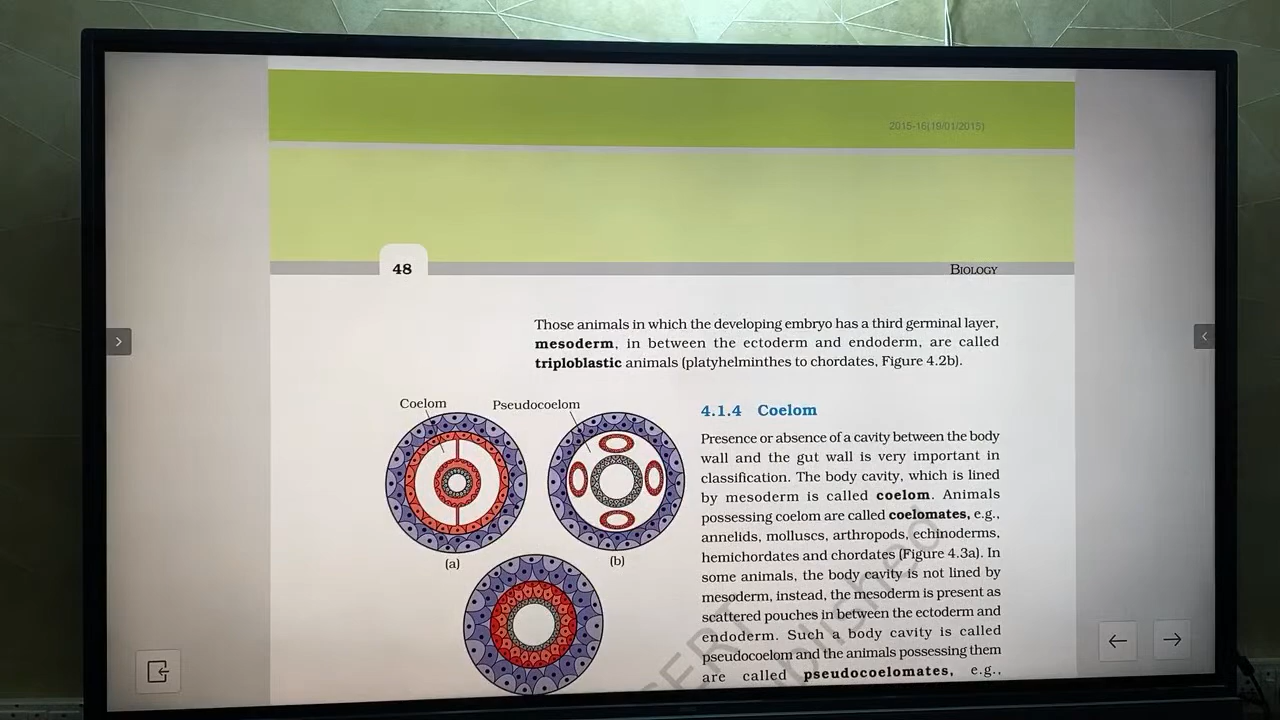 2015-16(19/01/2015)
48
BIOLOGY
Those animals in which the developing embryo has a third germinal layer,
mesoderm, in between the ectoderm and endoderm, are called
triploblastic animals (platyhelminthes to chordates, Figure 4.2b).
Coelom
Pseudocoelom
(a)
(b)
4.1.4 Coelom
Presence or absence of a cavity between the body
wall and the gut wall is very important in
classification. The body cavity, which is lined
by mesoderm is called coelom. Animals
possessing coelom are called coelomates, e.g.,
annelids, molluscs, arthropods, echinoderms,
hemichordates and chordates (Figure 4.3a). In
some animals, the body cavity is not lined by
mesoderm, instead, the mesoderm is present as
scattered pouches in between the ectoderm and
endoderm. Such a body cavity is called
pseudocoelom and the animals possessing them
are called pseudocoelomates, e.g.,